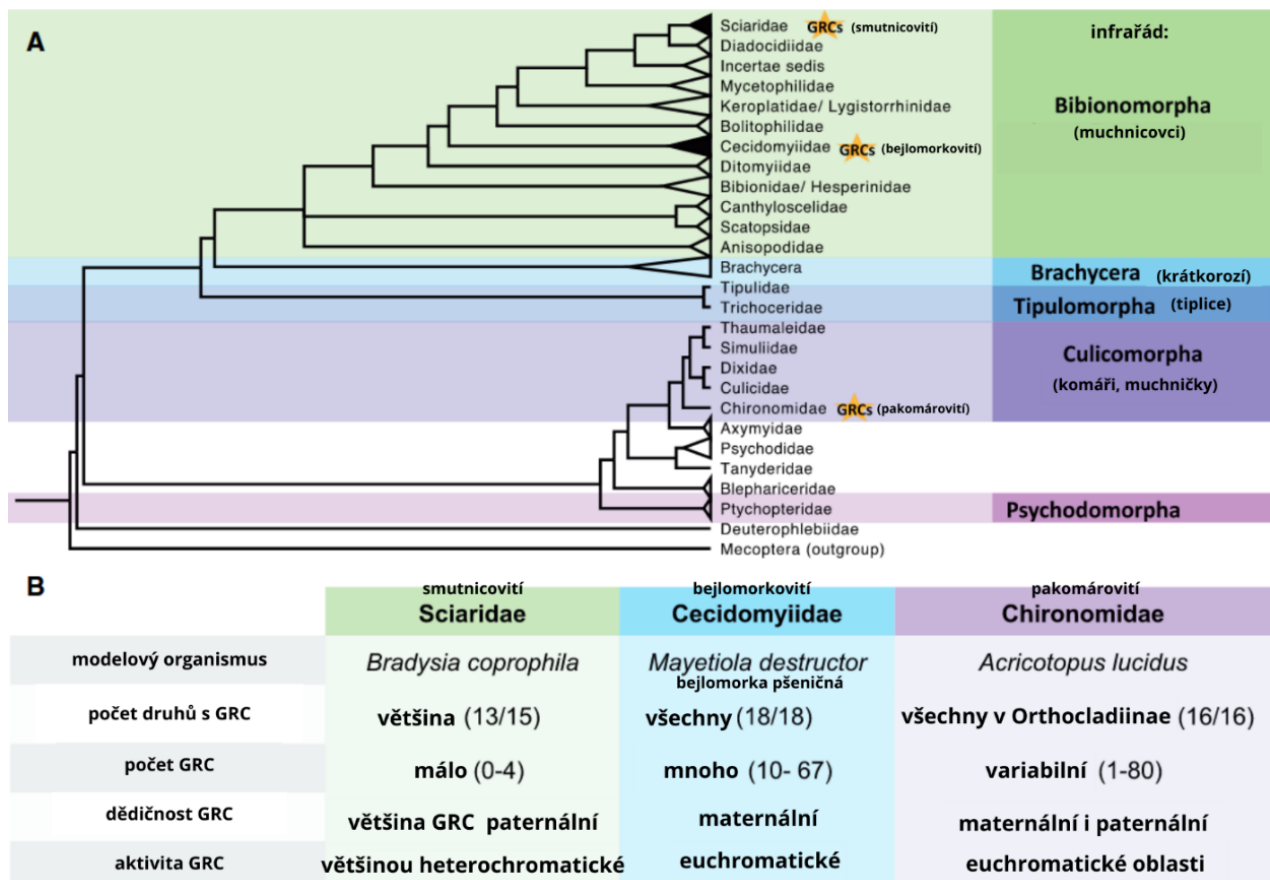 A
Sciaridae GRCs (smutnicovití)
infrařád:
Diadocidiidae
Incertae sedis
Mycetophilidae
Keroplatidae/ Lygistorrhinidae
Bibionomorpha
(muchnicovci)
Bolitophilidae
Cecidomyiidae GRCs (bejlomorkovití)
Ditomyiidae
Bibionidae/ Hesperinidae
Canthyloscelidae
Scatopsidae
Anisopodidae
Brachycera
Brachycera (krátkorozí)
Tipulidae
Trichoceridae
Tipulomorpha (tiplice)
Thaumaleidae
Simuliidae
Dixidae
Culicidae
Culicomorpha
(komáři, muchničky)
Chironomidae GRCs (pakomárovití)
Axymyidae
Psychodidae
Tanyderidae
Blephariceridae
Ptychopteridae
Psychodomorpha
Deuterophlebiidae
Mecoptera (outgroup)
B
smutnicovití bejlomorkovití pakomárovití
Sciaridae Cecidomyiidae Chironomidae
modelový organismus Bradysia coprophila Mayetiola destructor Acricotopus lucidus
bejlomorka pšeničná
počet druhů s GRC většina (13/15) všechny (18/18) všechny v Orthocladiinae (16/16)
počet GRC málo (0-4) mnoho (10- 67) variabilní (1-80)
dědičnost GRC většina GRC paternální maternální maternální i paternální
aktivita GRC většinou heterochromatické euchromatické euchromatické oblasti